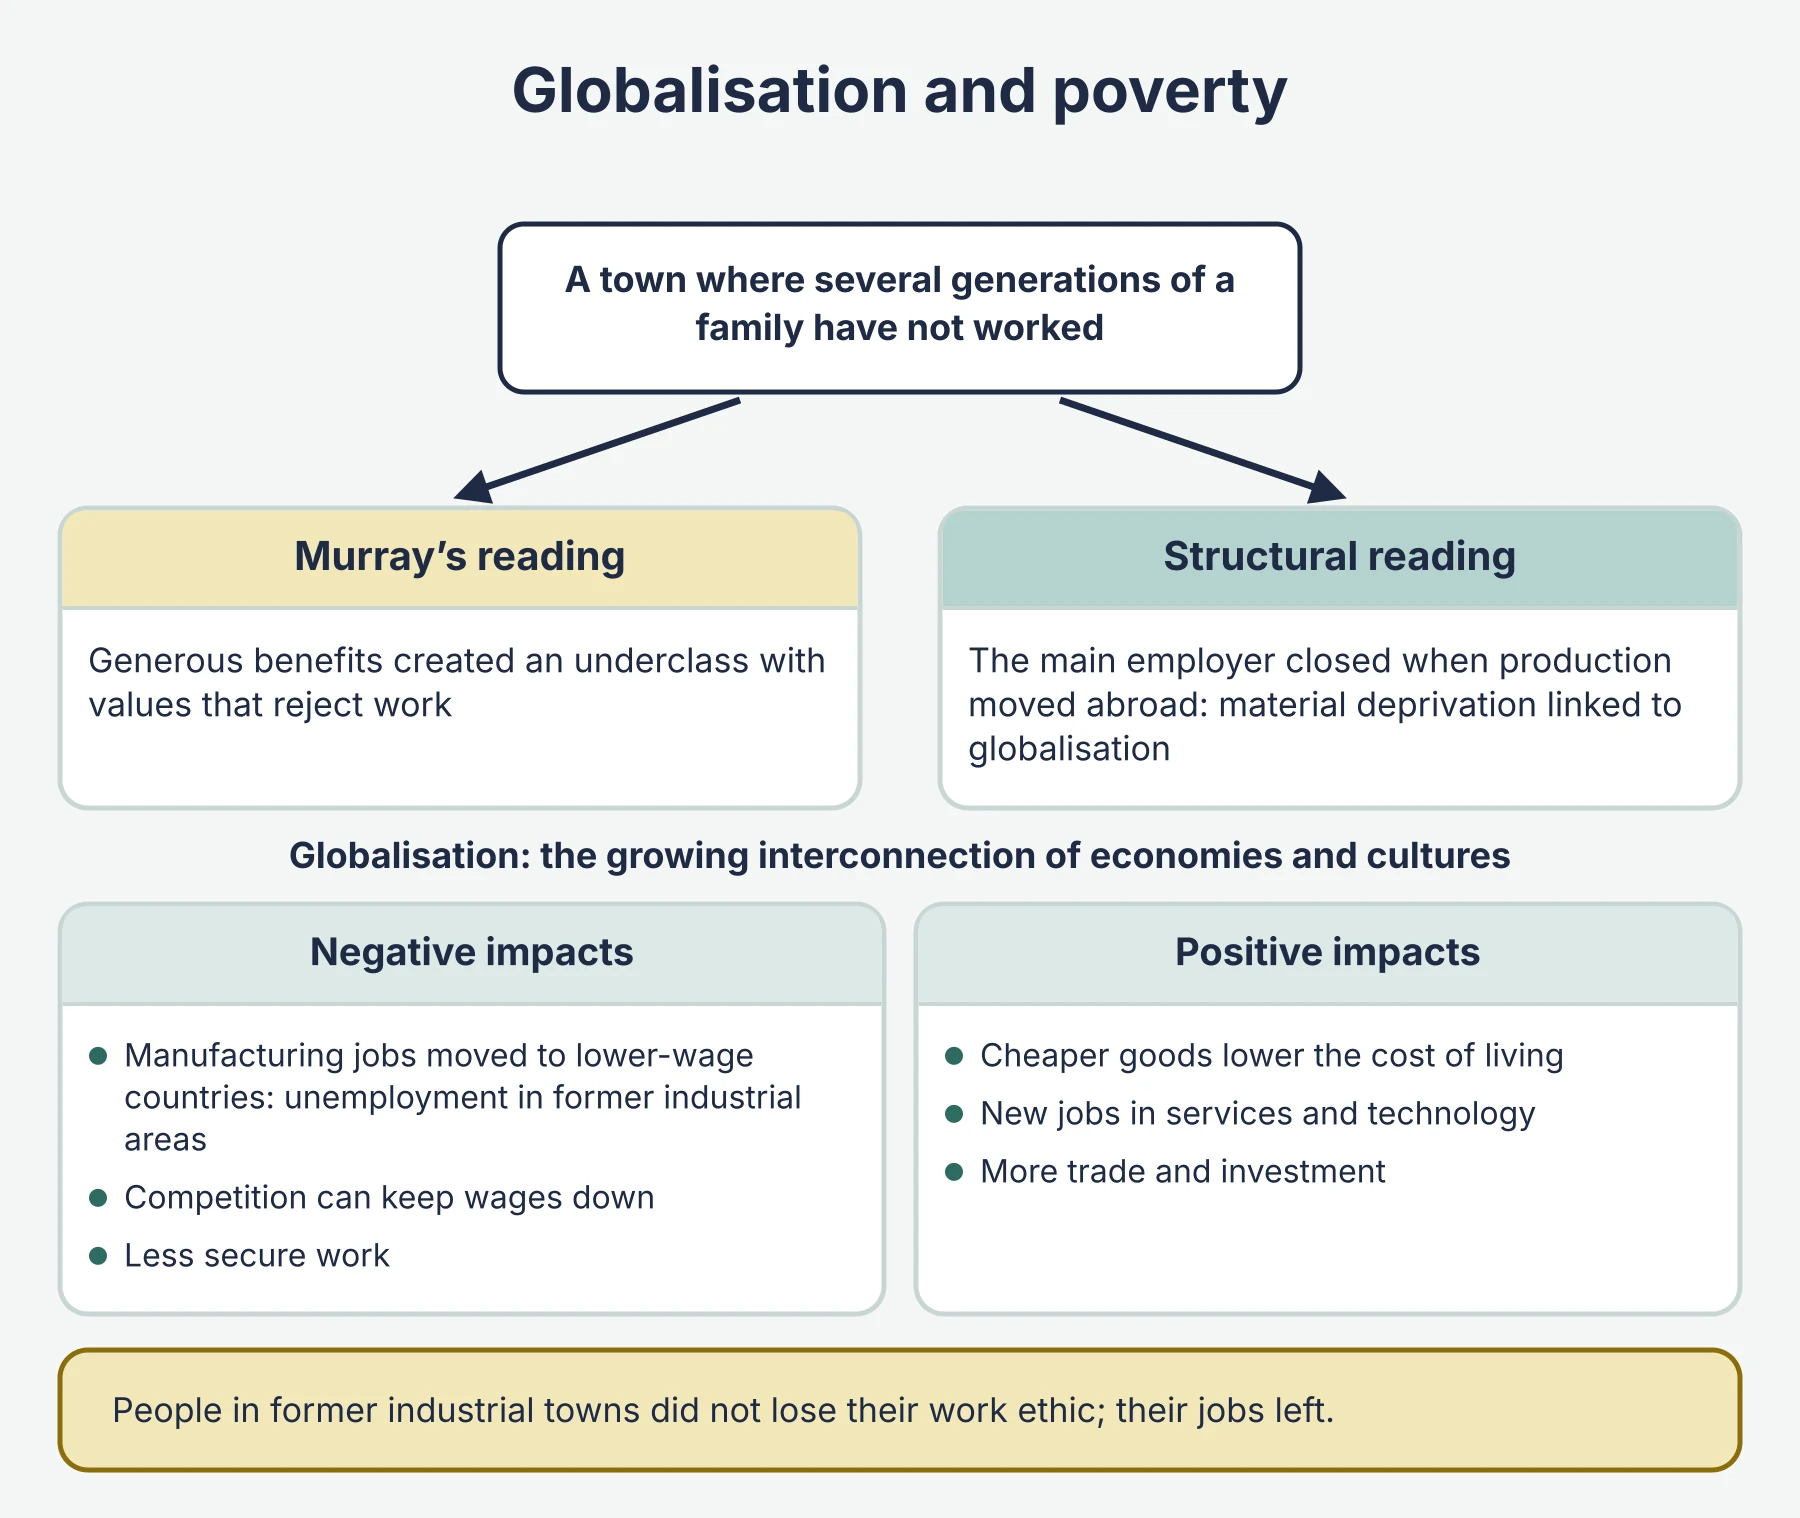 Globalisation and poverty
A town where several generations of a
family have not worked
Murray’s reading
Generous benefits created an underclass with
values that reject work
Structural reading
The main employer closed when production
moved abroad: material deprivation linked to
globalisation
Globalisation: the growing interconnection of economies and cultures
Negative impacts
Manufacturing jobs moved to lower-wage
countries: unemployment in former industrial
areas
Competition can keep wages down
Less secure work
Positive impacts
Cheaper goods lower the cost of living
New jobs in services and technology
More trade and investment
People in former industrial towns did not lose their work ethic; their jobs left.